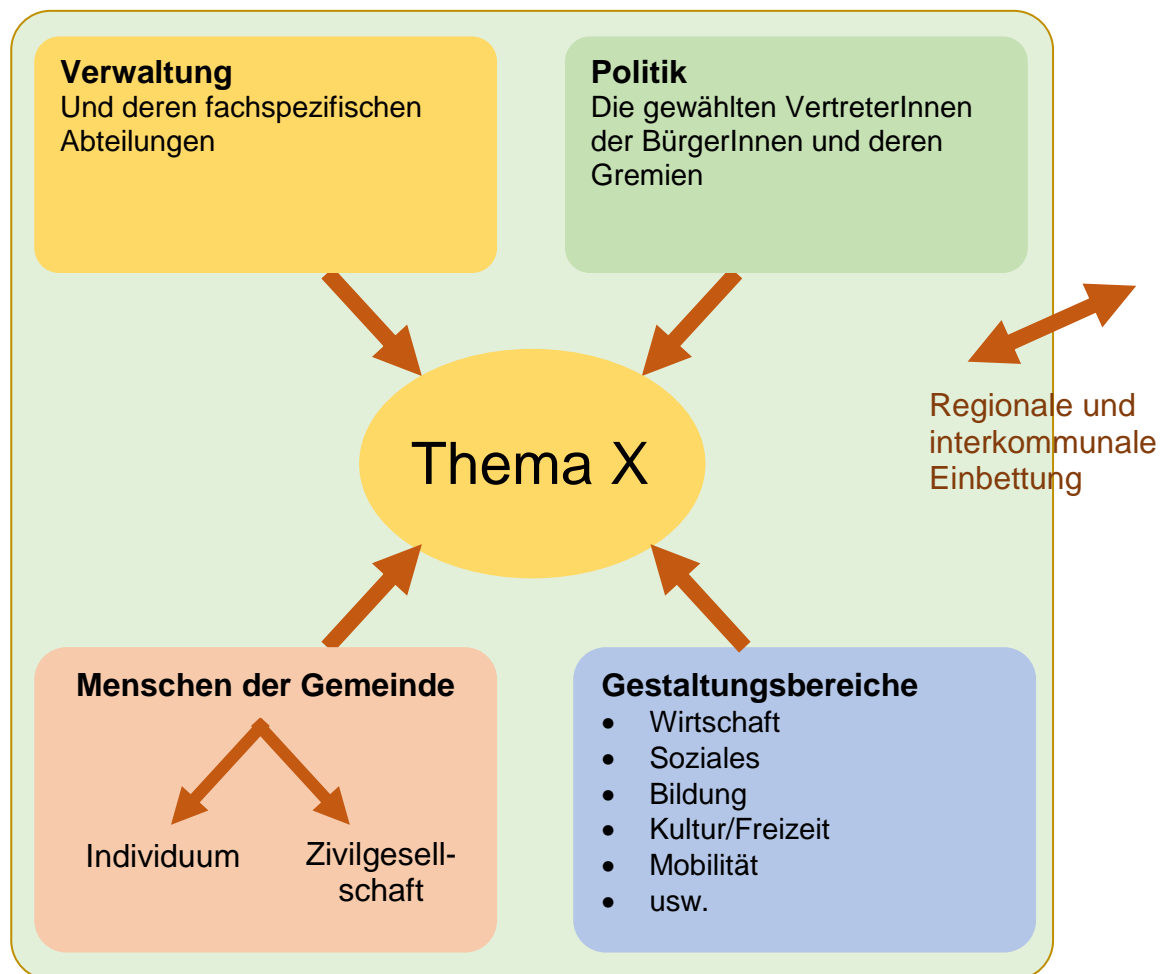 Verwaltung
Und deren fachspezifischen
Abteilungen
Politik
Die gewählten VertreterInnen
der BürgerInnen und deren
Gremien
Thema X
Regionale und
interkommunale
Einbettung
Menschen der Gemeinde
Individuum
Zivilgesell-
schaft
Gestaltungsbereiche
• Wirtschaft
• Soziales
• Bildung
• Kultur/Freizeit
• Mobilität
• usw.